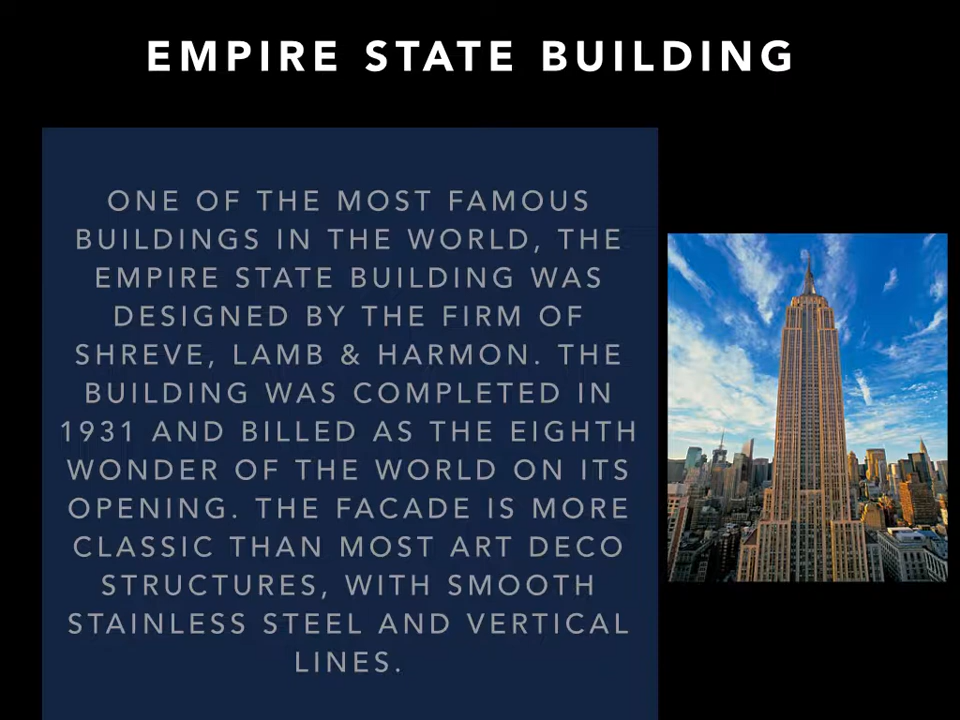 EMPIRE STATE BUILDING
ONE OF THE MOST FAMOUS
BUILDINGS IN THE WORLD, THE
EMPIRE STATE BUILDING WAS
DESIGNED BY THE FIRM OF
SHREVE, LAMB & HARMON. THE
BUILDING WAS COMPLETED IN
1931 AND BILLED AS THE EIGHTH
WONDER OF THE WORLD ON ITS
OPENING. THE FACADE IS MORE
CLASSIC THAN MOST ART DECO
STRUCTURES, WITH SMOOTH
STAINLESS STEEL AND VERTICAL
LINES.